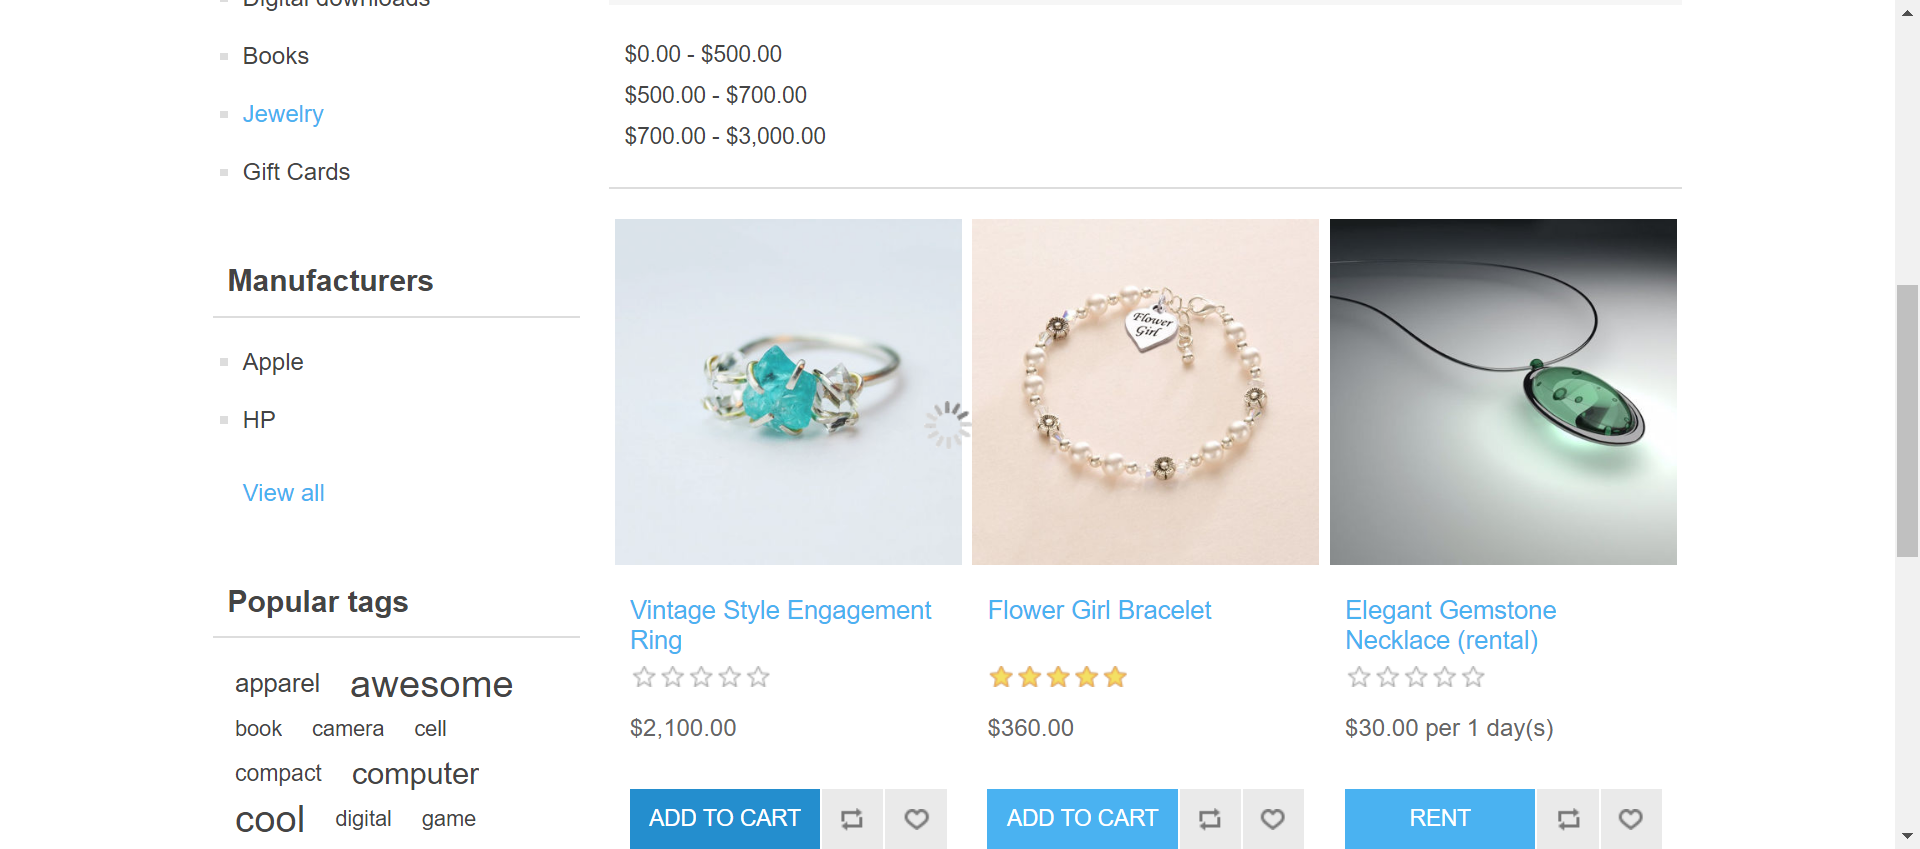 Digital downloads
Books
Jewelry
Gift Cards
Manufacturers
Apple
HP
View all
Popular tags
apparel awesome
book camera cell
compact computer
cool digital game
$0.00 - $500.00
$500.00 - $700.00
$700.00 - $3,000.00
Flower
Girl
Vintage Style Engagement
Ring
$2,100.00
ADD TO CART
Flower Girl Bracelet
$360.00
ADD TO CART
Elegant Gemstone
Necklace (rental)
$30.00 per 1 day(s)
RENT